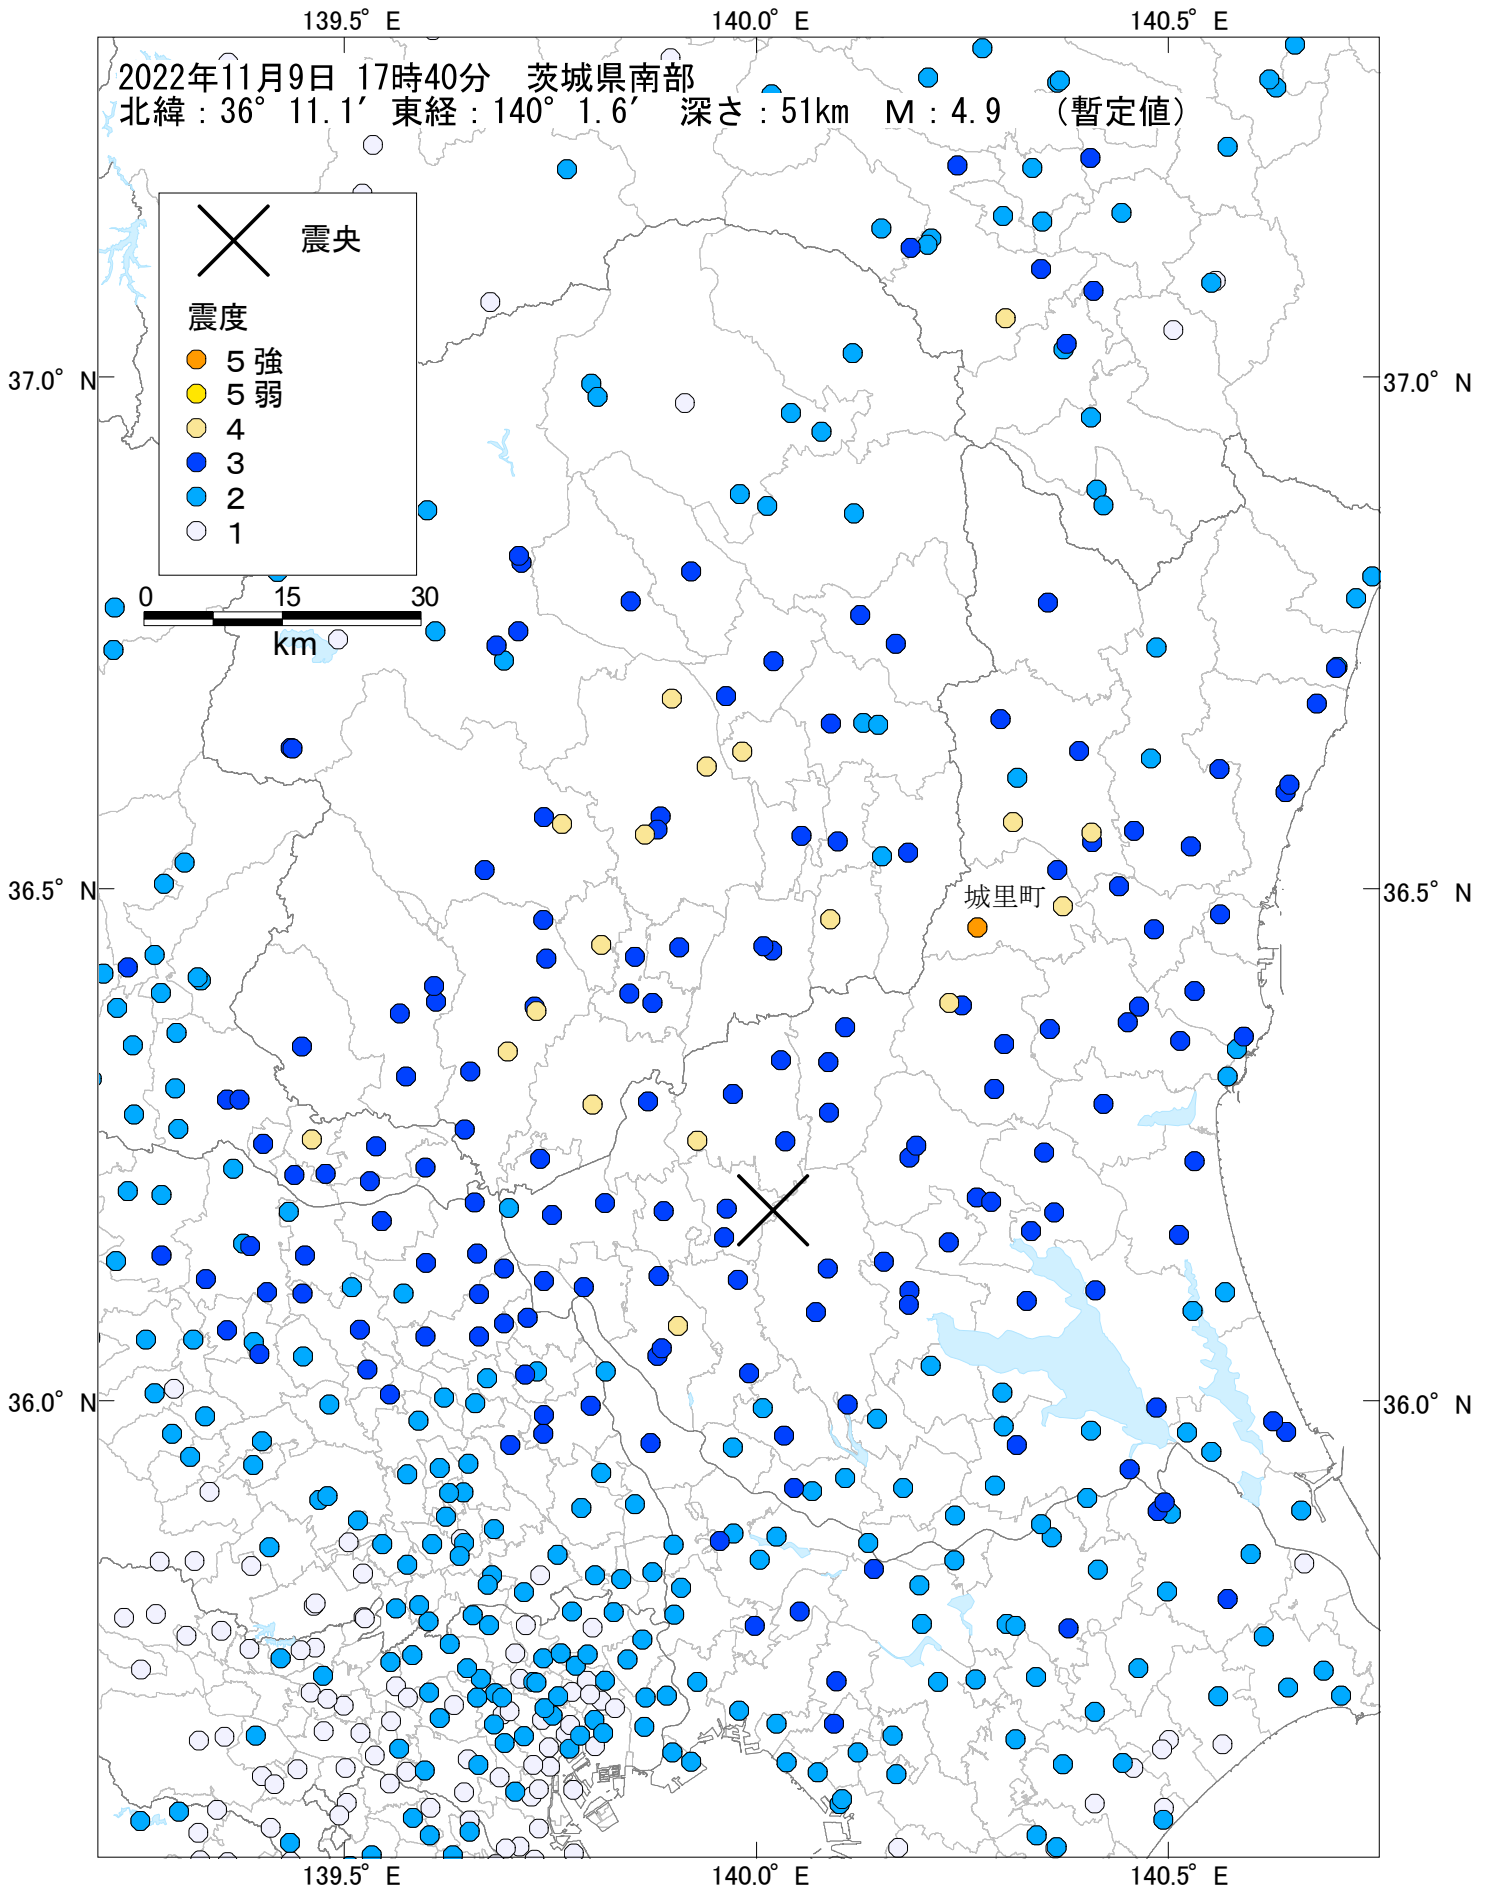 139.5° E
140.0° E
140.5° E
2022年11月9日 17時40分　茨城県南部
北緯：36° 11.1′ 東経：140° 1.6′　深さ：51km　M：4.9　（暫定値）
震央
震度
５強
５弱
４
３
２
１
0 15 30
km
37.0° N
37.0° N
36.5° N
36.5° N
城里町
36.0° N
36.0° N
139.5° E
140.0° E
140.5° E